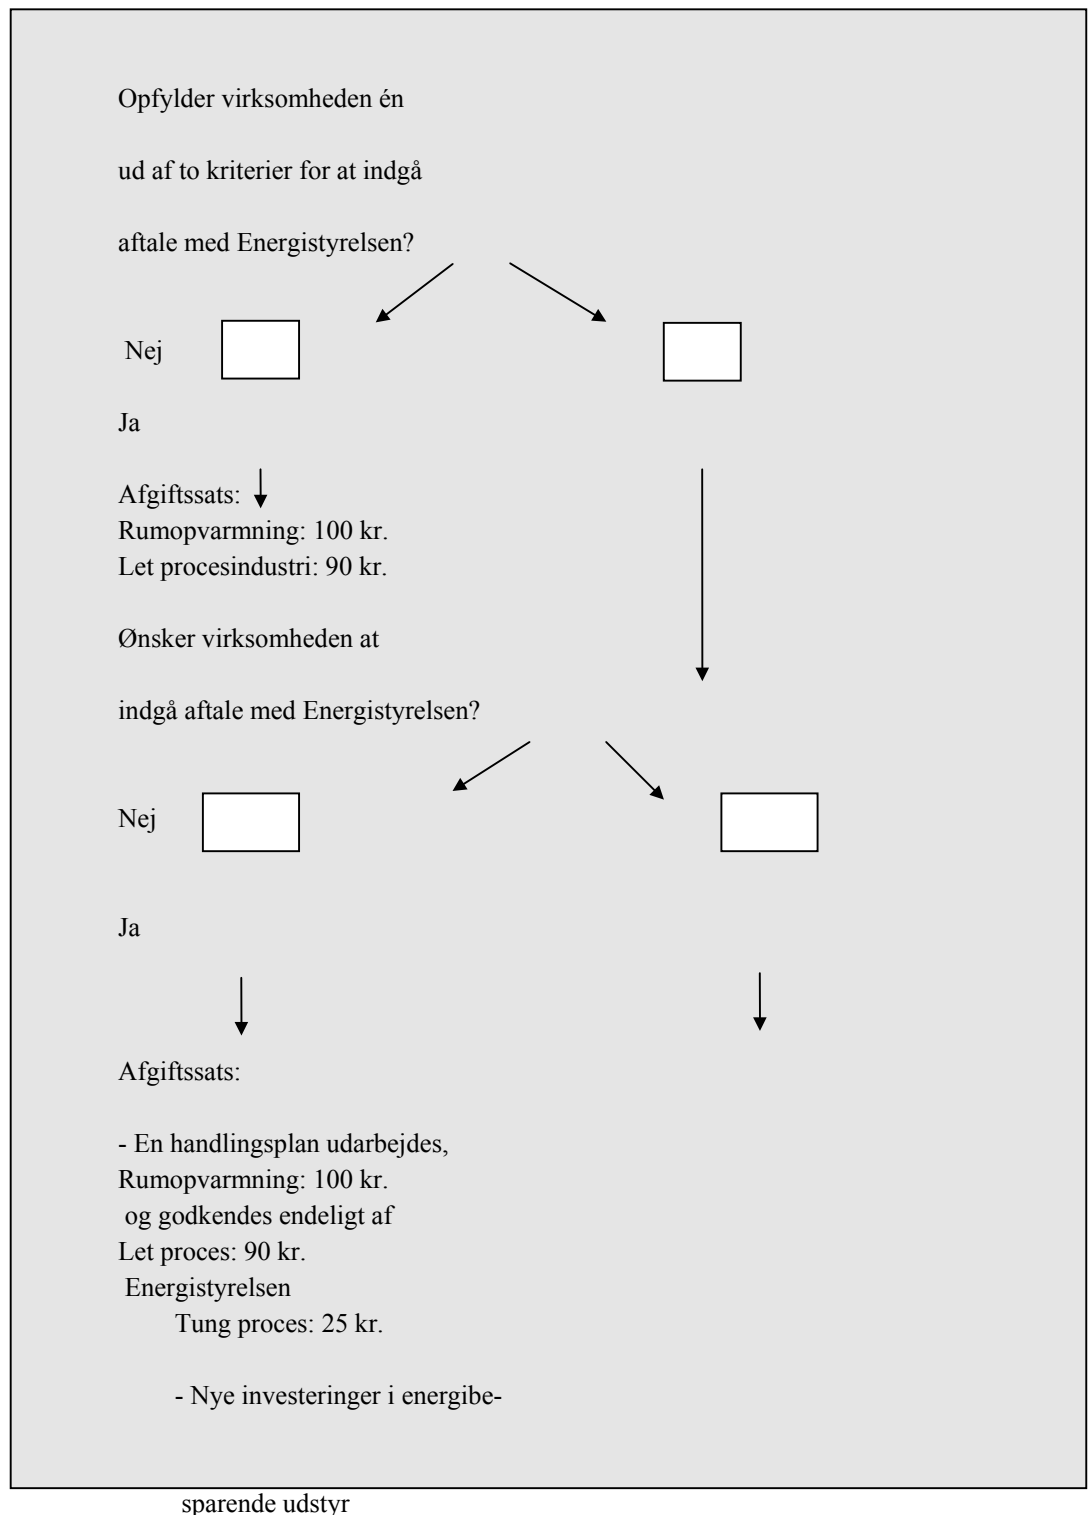 Opfylder virksomheden én
ud af to kriterier for at indgå
aftale med Energistyrelsen?
Nej
Ja
Afgiftssats:
Rumopvarmning: 100 kr.
Let procesindustri: 90 kr.
Ønsker virksomheden at
indgå aftale med Energistyrelsen?
Nej
Ja
Afgiftssats:
- En handlingsplan udarbejdes,
Rumopvarmning: 100 kr.
og godkendes endeligt af
Let proces: 90 kr.
Energistyrelsen
Tung proces: 25 kr.
- Nye investeringer i energibe-
sparende udstyr